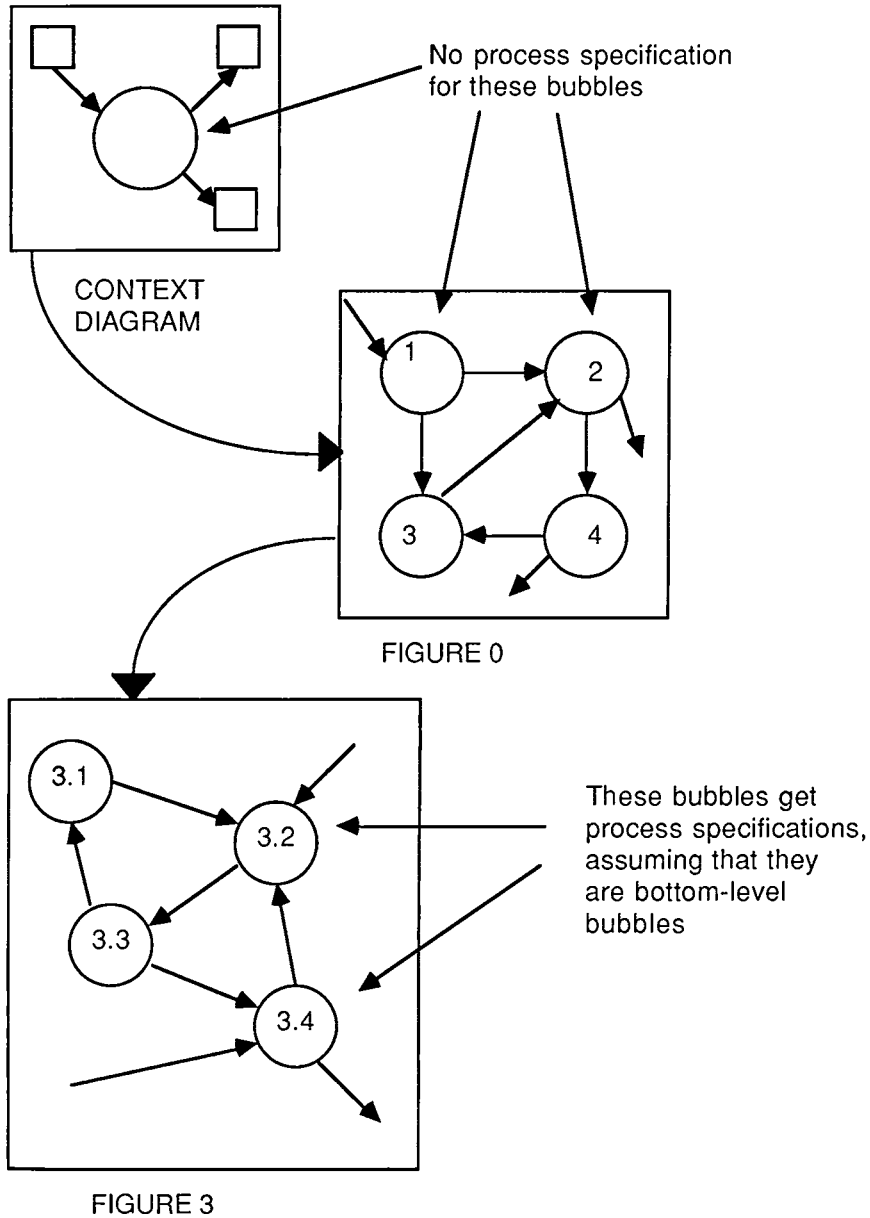 No process specification
for these bubbles
CONTEXT
DIAGRAM
1
2
3
4
FIGURE 0
3.1
3.2
3.3
3.4
These bubbles get
process specifications,
assuming that they
are bottom-level
bubbles
FIGURE 3